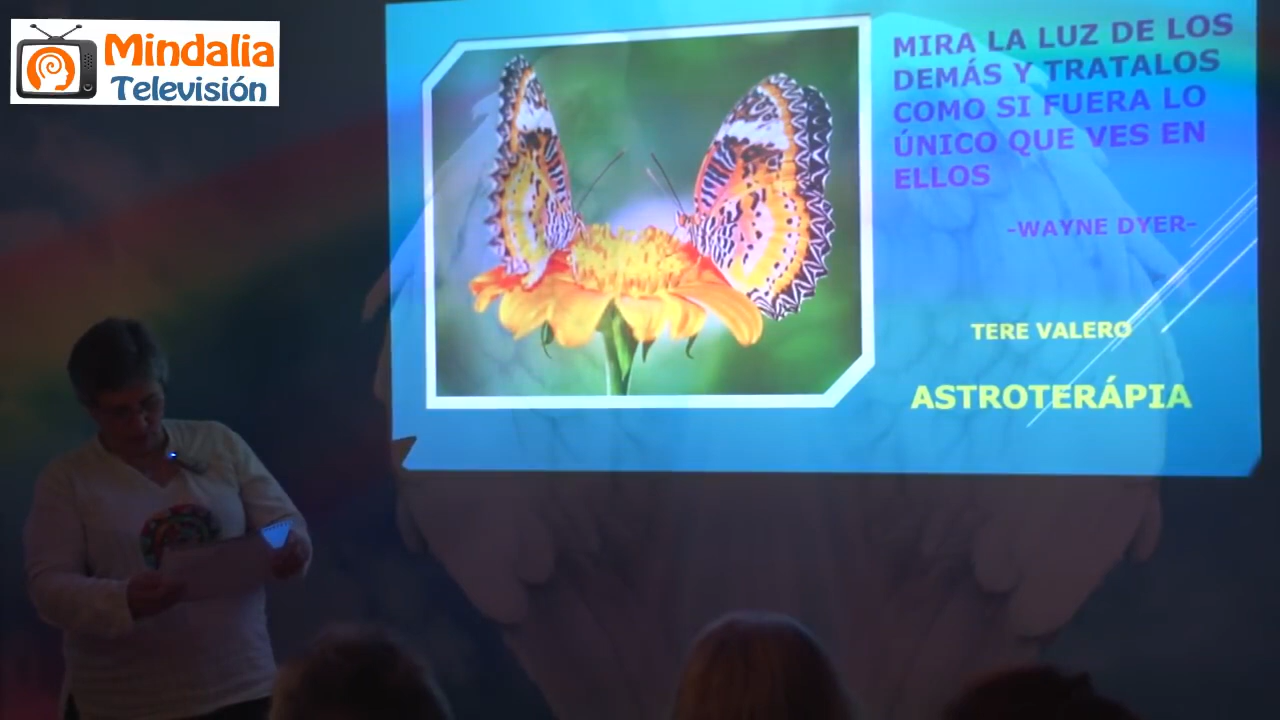 Mindalia
Televisión
MIRA LA LUZ DE LOS
DEMÁS Y TRATALOS
COMO SI FUERA LO
ÚNICO QUE VES EN
ELLOS
-WAYNE DYER-
TERE VALERO
ASTROTERÁPIA